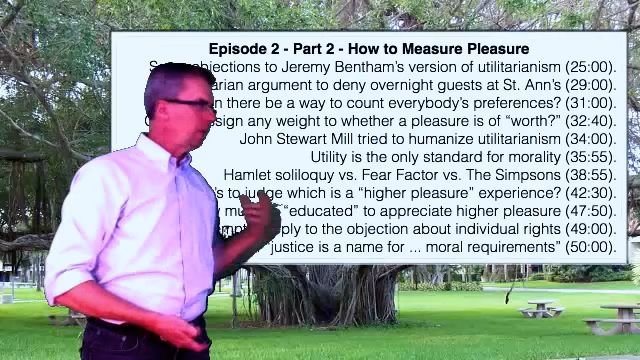 Episode 2 - Part 2 - How to Measure Pleasure
objections to Jeremy Bentham's version of utilitarianism (25:00).
argument to deny overnight guests at St. Ann's (29:00)
there be a way to count everybody's preferences? (31:00)
assign any weight to whether a pleasure is of "worth?" (32:40)
John Stewart Mill tried to humanize utilitarianism (34:00)
Utility is the only standard for morality (35:55).
Hamlet soliloquy vs. Fear Factor vs. The Simpsons (38:55)
to judge which is a "higher pleasure" experience? (42:30)
"educated" to appreciate higher pleasure (47:50)
to the objection about individual rights (49:00)
"justice is a name for ... moral requirements" (50:00).